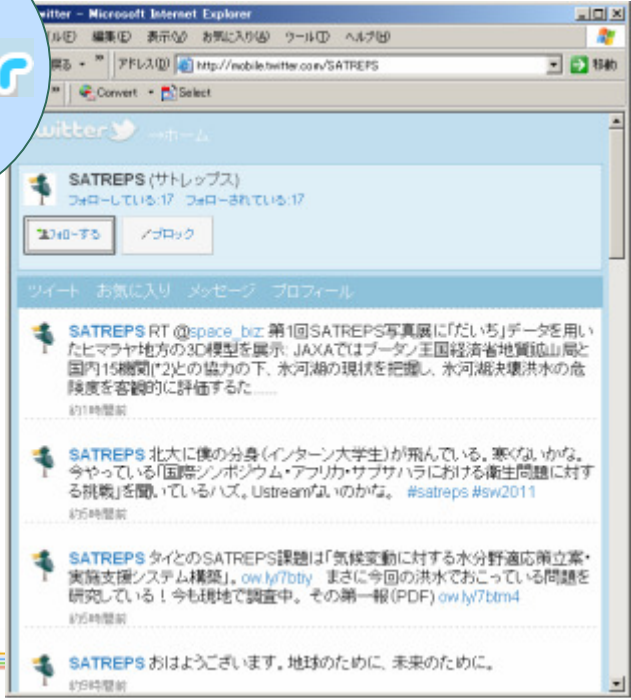 witter - Microsoft Internet Explorer
イル(E) 編集(E) 表示(V) お気に入り(A) ツール(T) ヘルプ(H)
戻る アドレス(D) http://mobile.twitter.com/SATREPS 移動
Convert Select
twitter →ホーム
SATREPS (サトレップス)
フォローしている:17 フォローされている:17
フォローする ブロック
ツイート お気に入り メッセージ プロフィール
SATREPS RT @space_biz: 第1回SATREPS写真展に「だいち」データを用い
たヒマラヤ地方の3D模型を展示: JAXAではブータン王国経済省地質鉱山局と
国内15機関(*2)との協力の下、氷河湖の現状を把握し、氷河湖決壊洪水の危
険度を客観的に評価するた......
約1時間前
SATREPS 北大に僕の分身(インターン大学生)が飛んでいる。寒くないかな。
今やっている「国際シンポジウム・アフリカ・サブサハラにおける衛生問題に対す
る挑戦」を聞いているハズ。Ustreamないのかな。 #satreps #sw2011
約5時間前
SATREPS タイとのSATREPS課題は「気候変動に対する水分野適応策立案・
実施支援システム構築」。ow.ly/7btiy まさに今回の洪水でおこっている問題を
研究している!今も現地で調査中。その第一報(PDF) ow.ly/7btm4
約5時間前
SATREPS おはようございます。地球のために、未来のために。
約9時間前